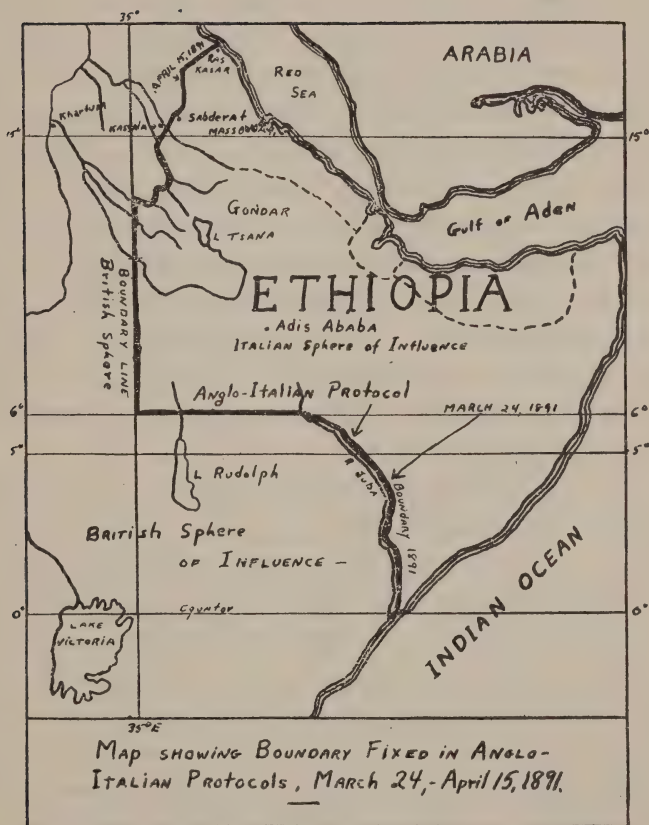 35°
ARABIA
RED
SEA
APRIL 15, 1891
RAS
KASAR
Khartum
KASSALA
Sabderat
MASSOWAH
15°
15°
GONDAR
L TSANA
Gulf of Aden
BOUNDARY LINE
British Sphere
ETHIOPIA
Adis Ababa
ITALIAN Sphere of Influence
Anglo-Italian Protocol
MARCH 24, 1891
6°
6°
5°
5°
L Rudolph
R JUBA
Boundary
1891
British Sphere
of Influence –
INDIAN OCEAN
0°
Equator
0°
LAKE
VICTORIA
35°E
Map showing Boundary Fixed in Anglo-
Italian Protocols, March 24,-April 15, 1891.